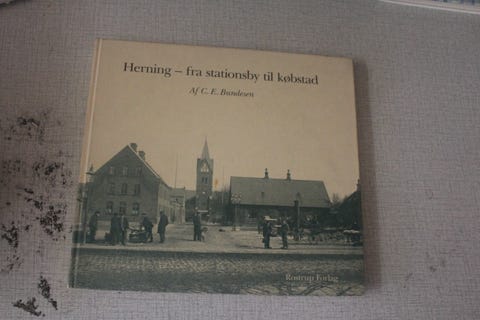 Herning – fra stationsby til købstad
Af C. E. Bundesen
Rostrup Forlag